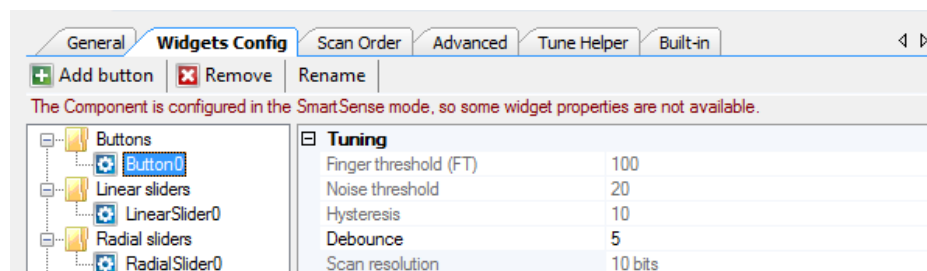 General Widgets Config Scan Order Advanced Tune Helper Built-in
Add button Remove Rename
The Component is configured in the SmartSense mode, so some widget properties are not available.
Buttons Tuning
Button0 Finger threshold (FT) 100
Linear sliders Noise threshold 20
LinearSlider0 Hysteresis 10
Radial sliders Debounce 5
RadialSlider0 Scan resolution 10 bits